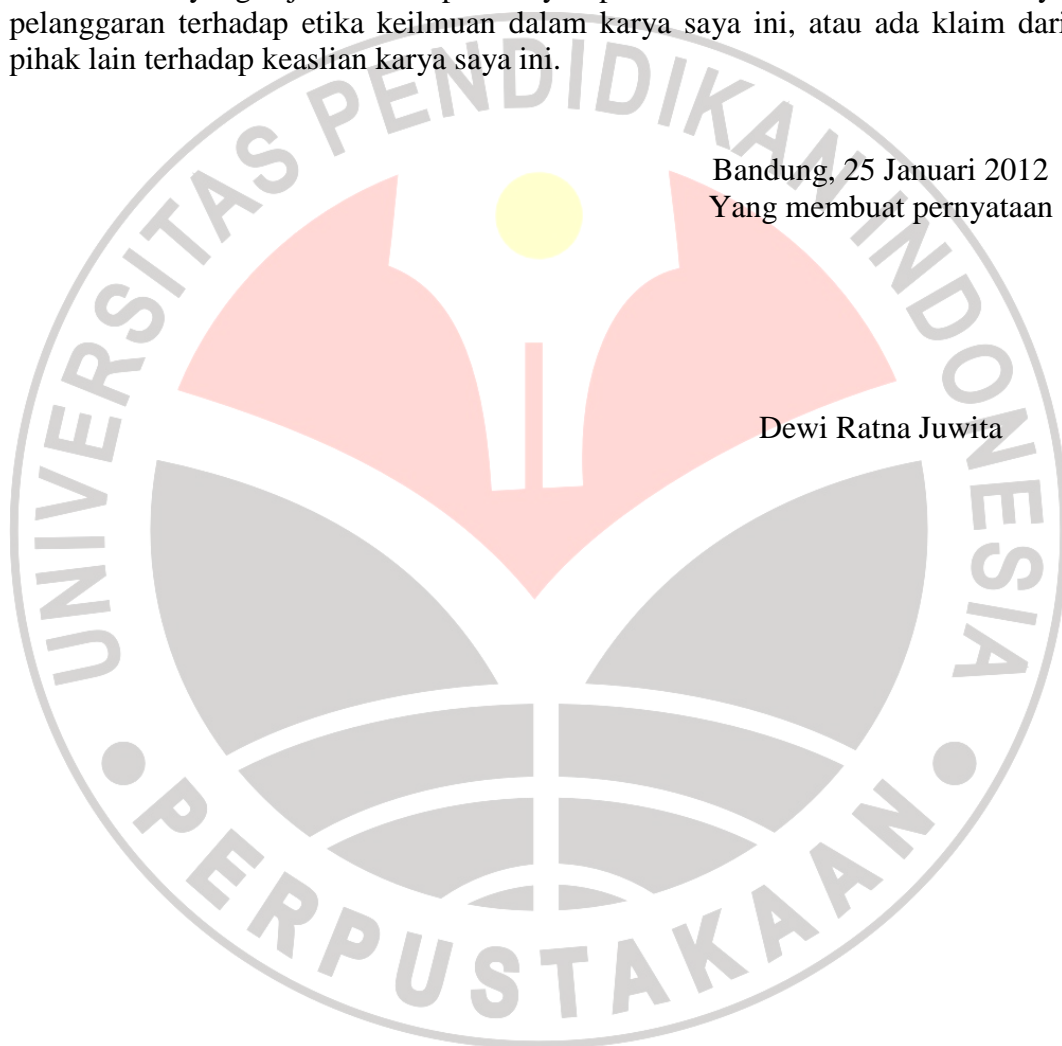 pelanggaran terhadap etika keilmuan dalam karya saya ini, atau ada klaim dari
pihak lain terhadap keaslian karya saya ini.
Bandung, 25 Januari 2012
Yang membuat pernyataan
Dewi Ratna Juwita
UNIVERSITAS PENDIDIKAN INDONESIA
PERPUSTAKAAN